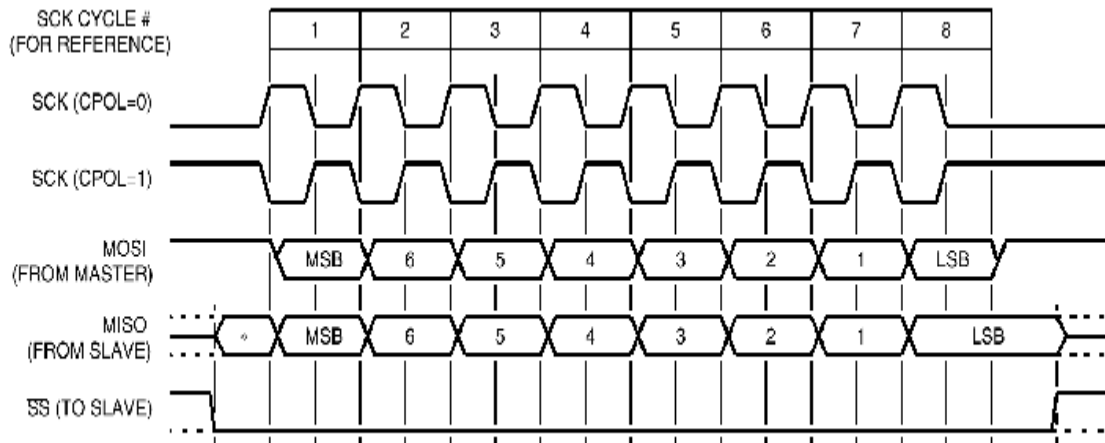 SCK CYCLE #
(FOR REFERENCE)
1 2 3 4 5 6 7 8
SCK (CPOL=0)
SCK (CPOL=1)
MOSI
(FROM MASTER)
MSB 6 5 4 3 2 1 LSB
MISO
(FROM SLAVE)
* MSB 6 5 4 3 2 1 LSB
S̅S̅ (TO SLAVE)